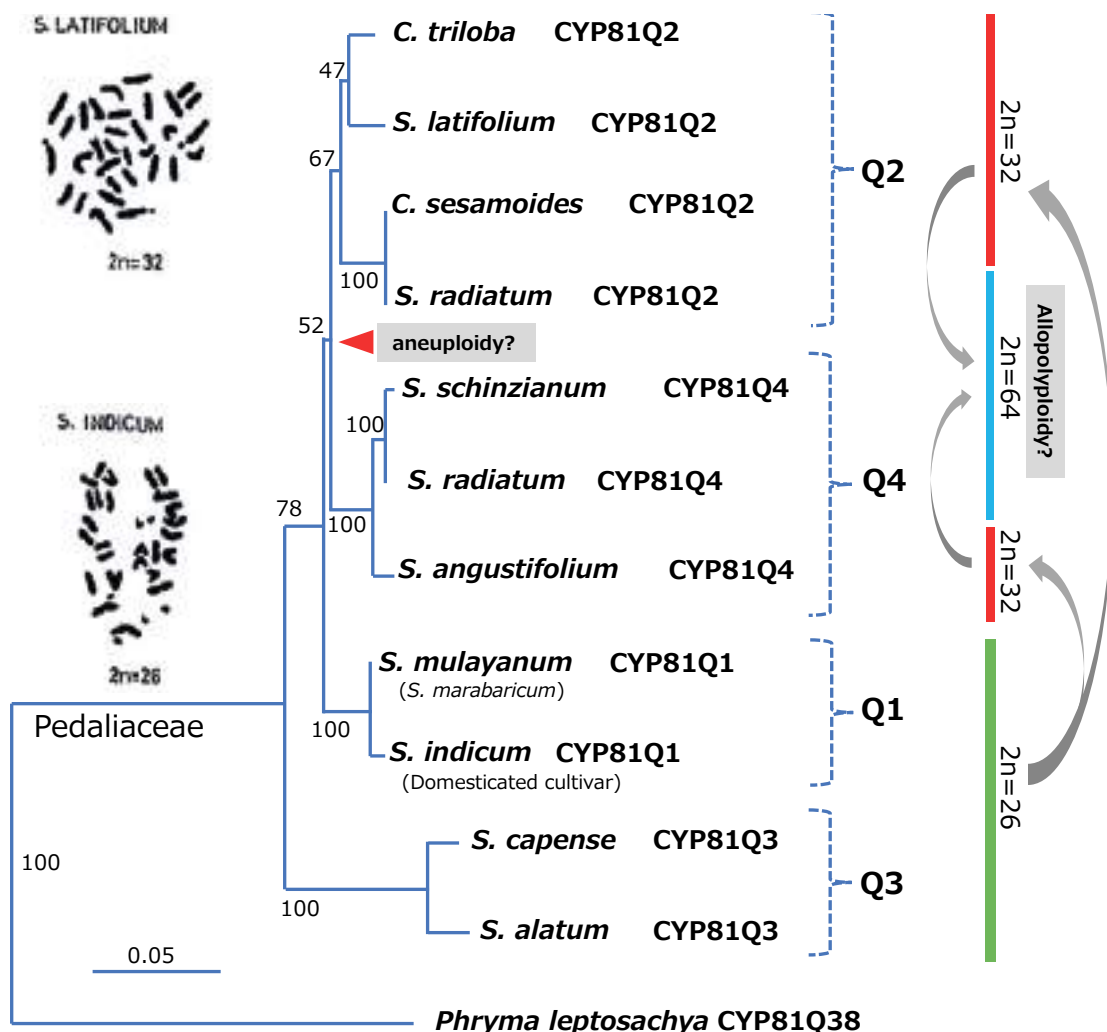 S. LATIFOLIUM
2n=32
S. INDICUM
2n=26
Pedaliaceae
C. triloba CYP81Q2
47
S. latifolium CYP81Q2
67
C. sesamoides CYP81Q2
100
S. radiatum CYP81Q2
52
aneuploidy?
S. schinzianum CYP81Q4
100
S. radiatum CYP81Q4
78
100
S. angustifolium CYP81Q4
S. mulayanum CYP81Q1
(S. marabaricum)
100
S. indicum CYP81Q1
(Domesticated cultivar)
S. capense CYP81Q3
100
100
S. alatum CYP81Q3
0.05
Phryma leptosachya CYP81Q38
Q2
Q4
Q1
Q3
2n=32
2n=64
Allopolyploidy?
2n=32
2n=26